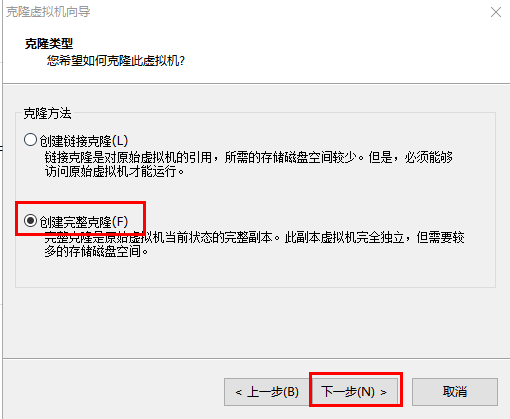 克隆虚拟机向导
克隆类型
您希望如何克隆此虚拟机?
克隆方法
创建链接克隆(L)
链接克隆是对原始虚拟机的引用，所需的存储磁盘空间较少。但是，必须能够
访问原始虚拟机才能运行。
创建完整克隆(F)
完整克隆是原始虚拟机当前状态的完整副本。此副本虚拟机完全独立，但需要较
多的存储磁盘空间。
< 上一步(B)
下一步(N) >
取消